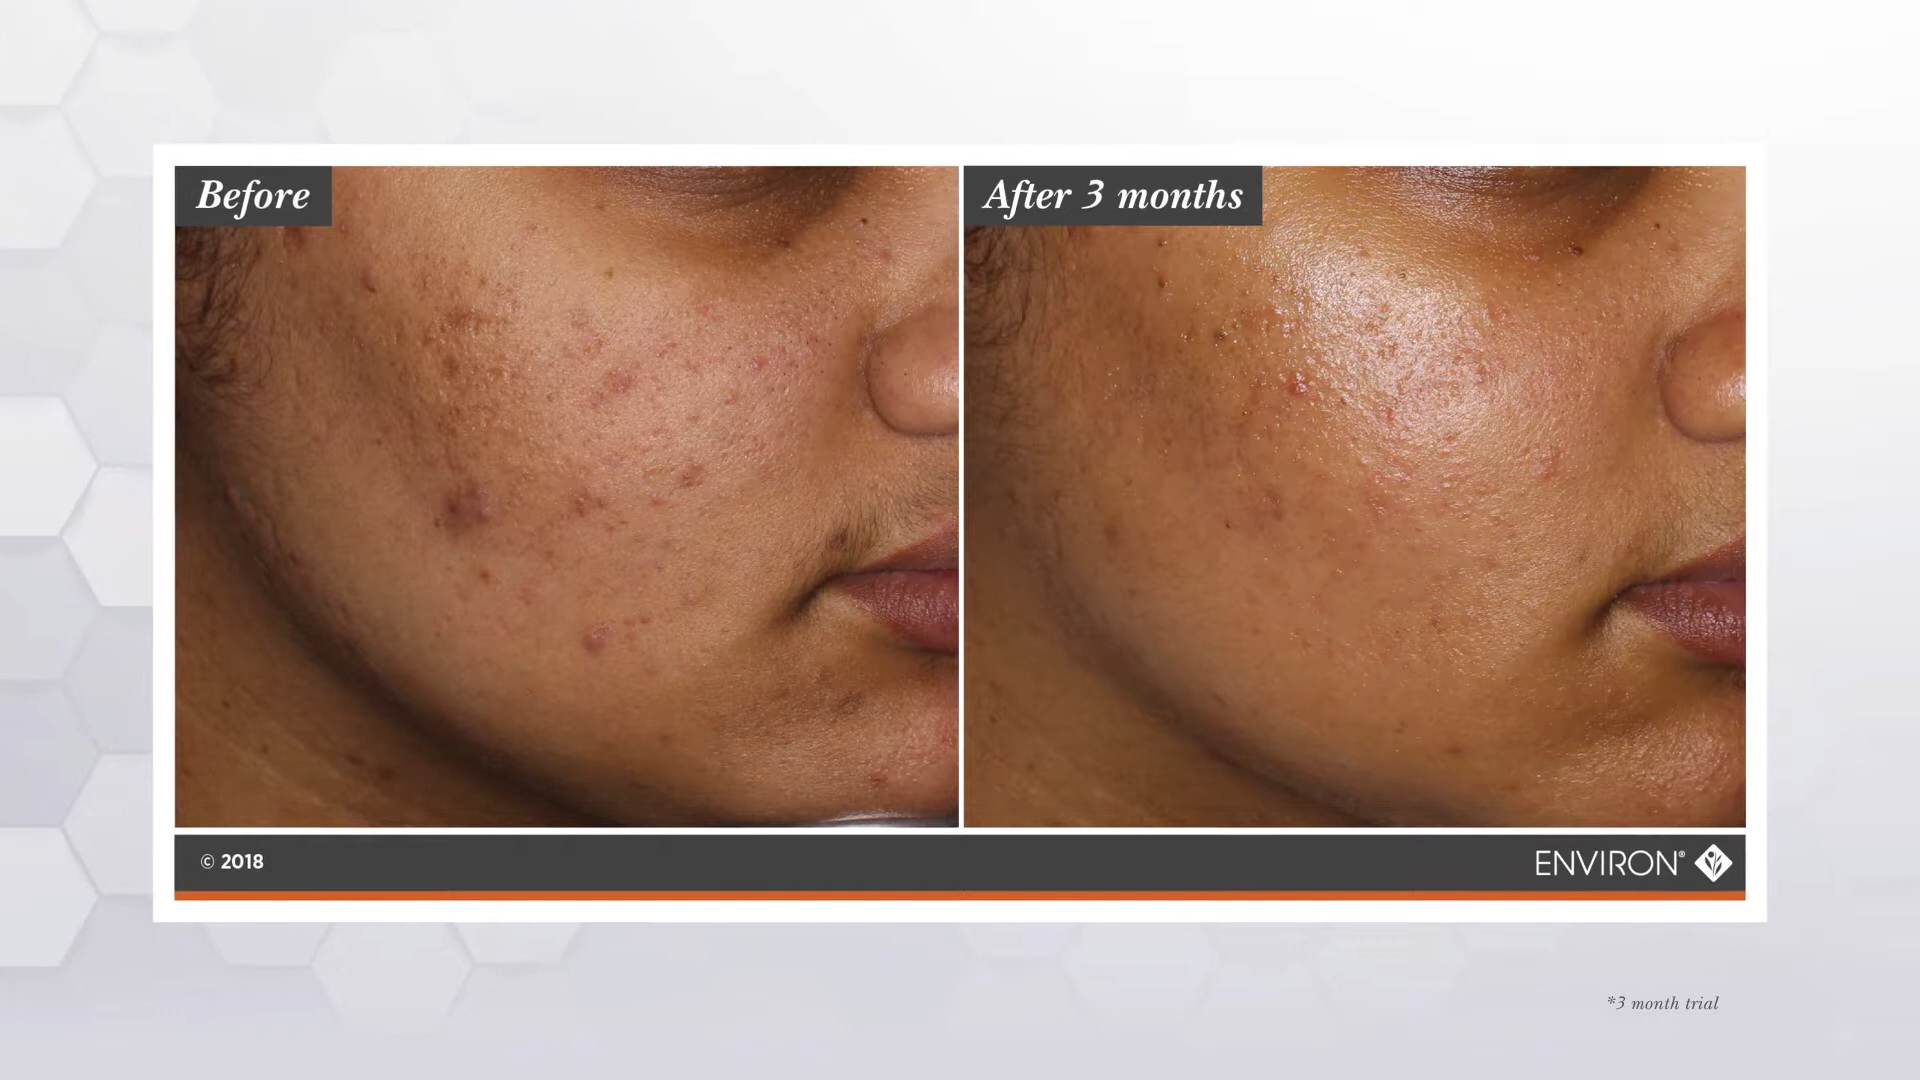 Before
After 3 months
© 2018
ENVIRON®
*3 month trial